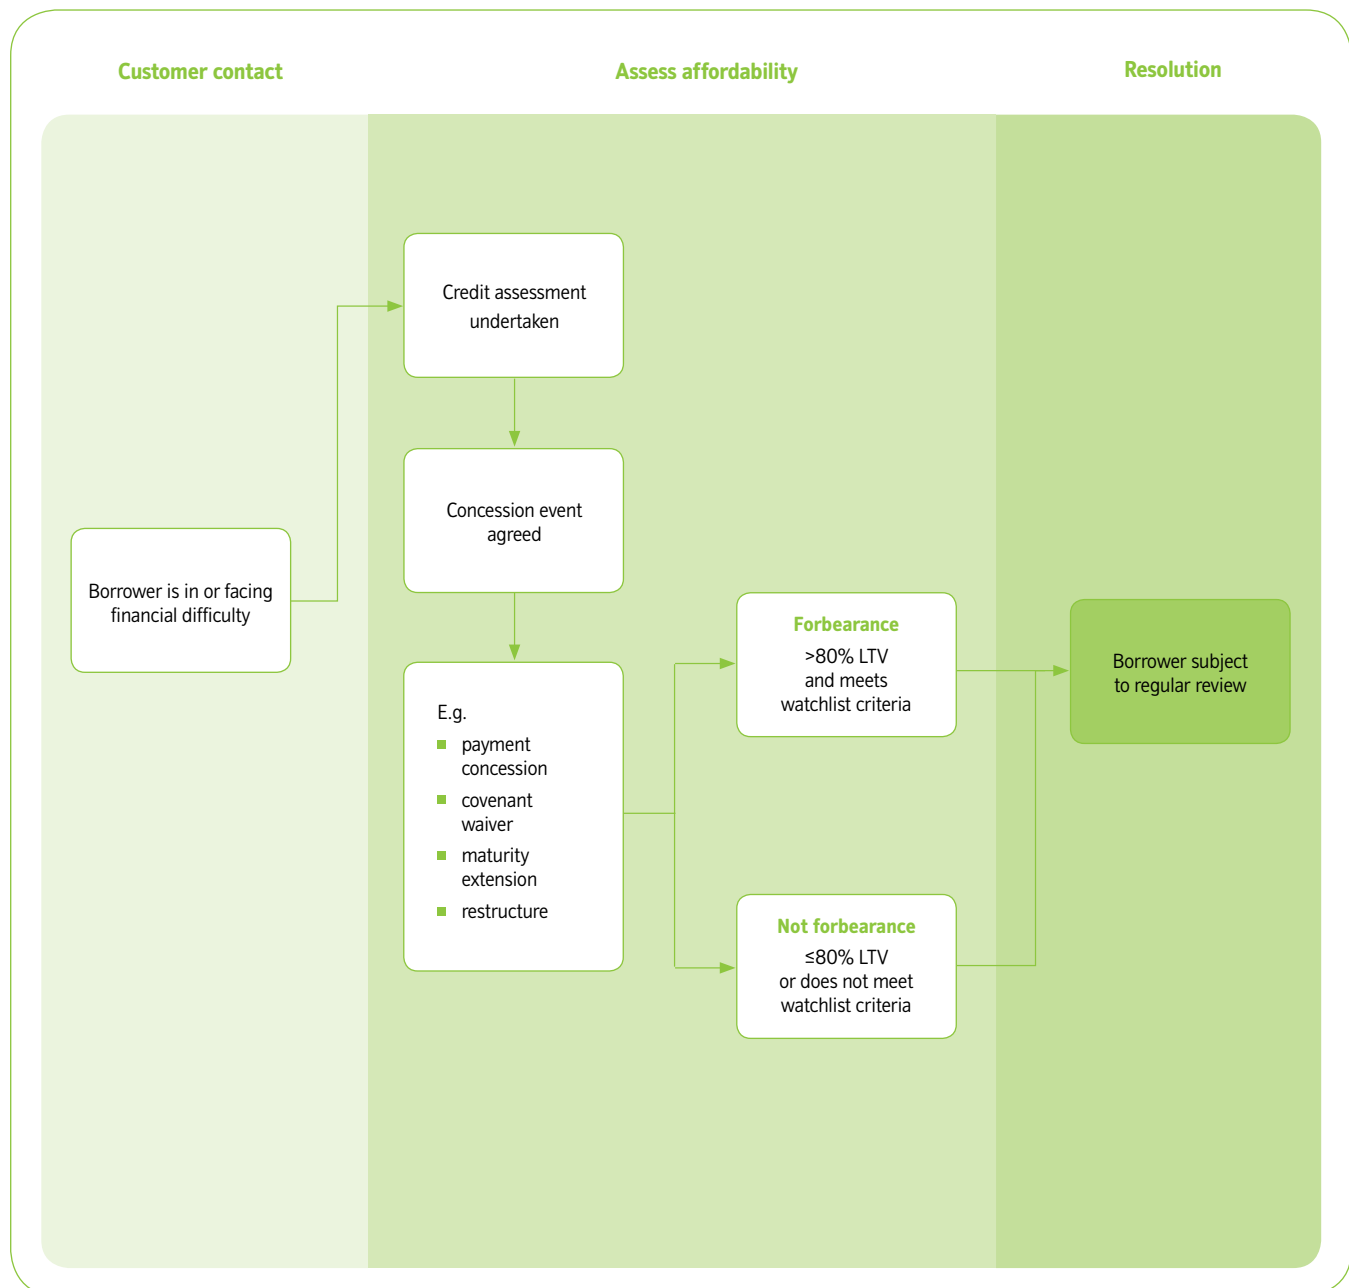 Customer contact
Assess affordability
Resolution
Borrower is in or facing
financial difficulty
Credit assessment
undertaken
Concession event
agreed
E.g.
payment
concession
covenant
waiver
maturity
extension
restructure
Forbearance
>80% LTV
and meets
watchlist criteria
Not forbearance
≤80% LTV
or does not meet
watchlist criteria
Borrower subject
to regular review